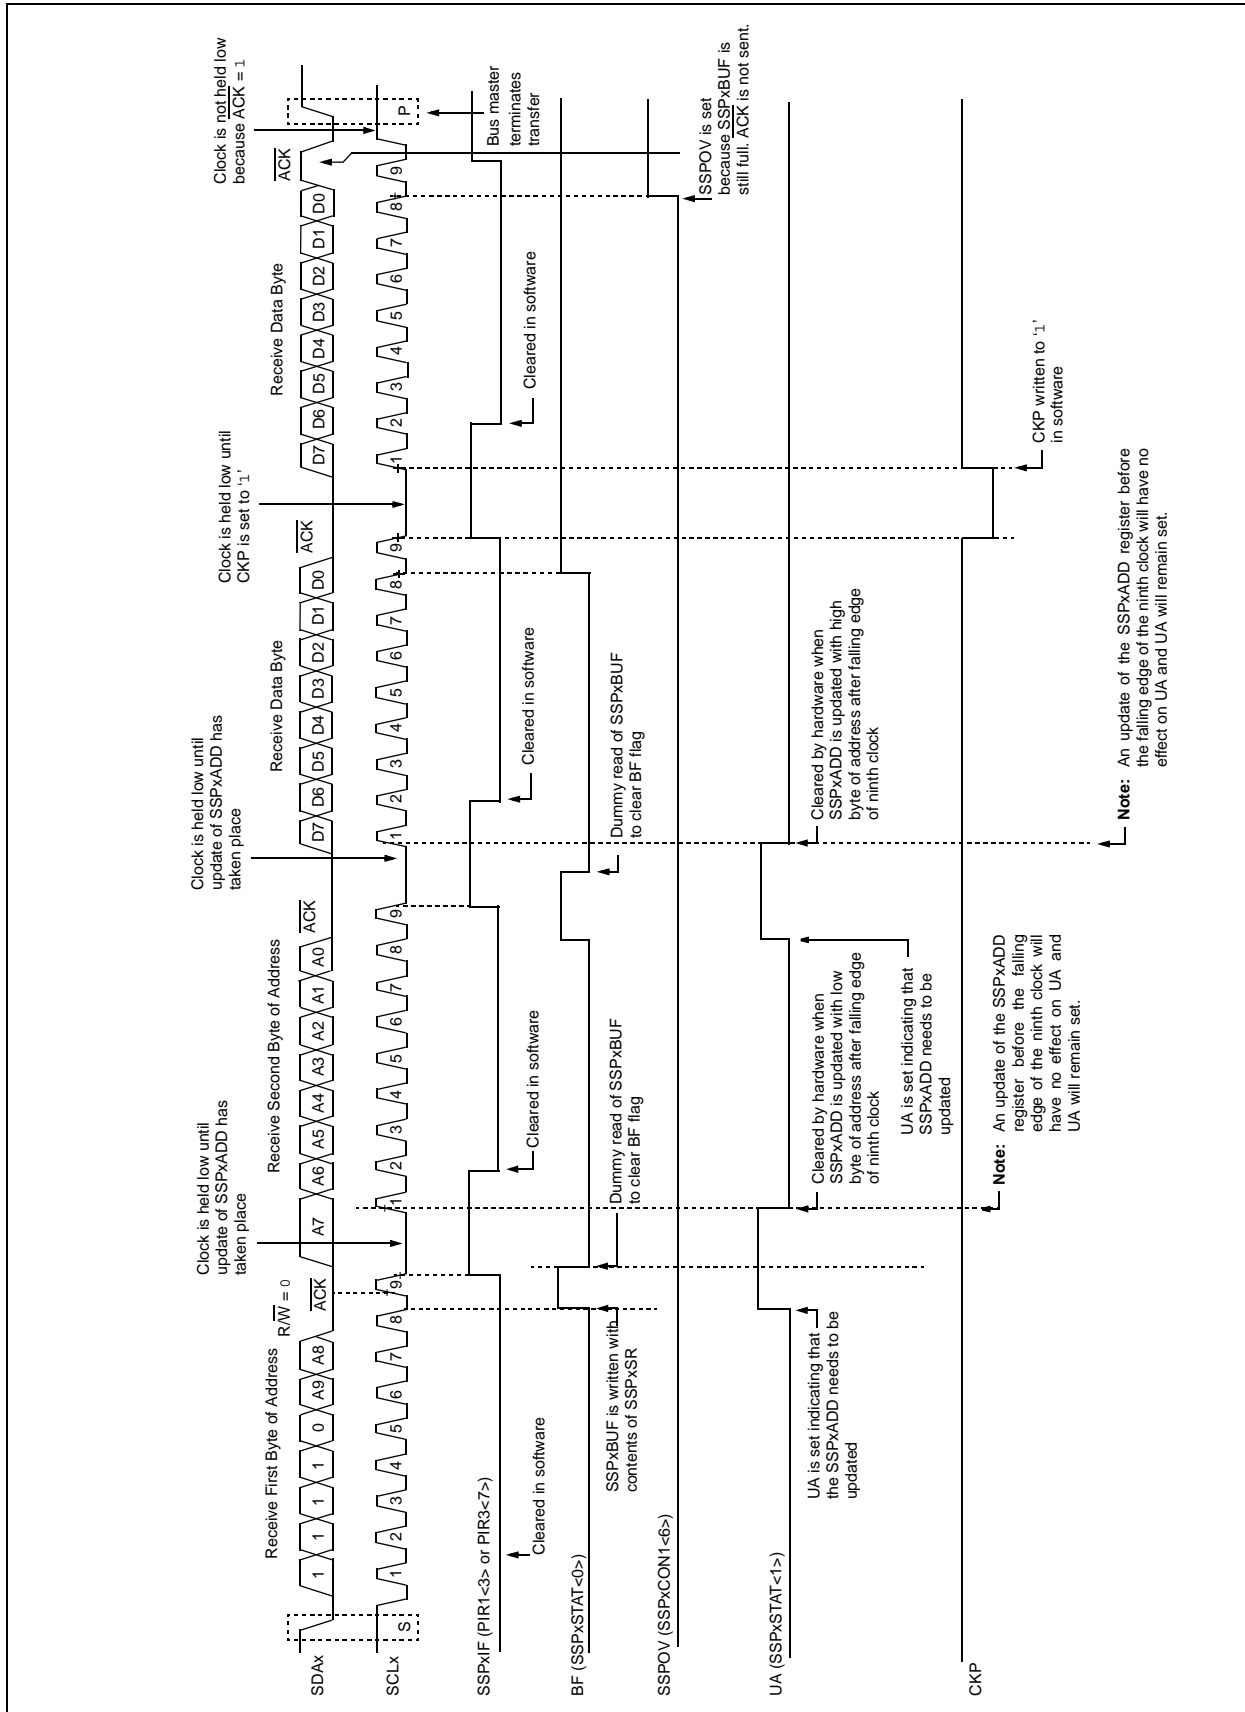 Receive First Byte of Address
R/W = 0
ACK
Clock is held low until
update of SSPxADD has
taken place
Receive Second Byte of Address
ACK
Clock is held low until
update of SSPxADD has
taken place
Receive Data Byte
ACK
Clock is held low until
CKP is set to ‘1’
Receive Data Byte
ACK
Clock is not held low
because ACK = 1
SDAx
1 1 1 1 0 A9 A8
A7 A6 A5 A4 A3 A2 A1 A0
D7 D6 D5 D4 D3 D2 D1 D0
D7 D6 D5 D4 D3 D2 D1 D0
SCLx
S
1 2 3 4 5 6 7 8 9
1 2 3 4 5 6 7 8 9
1 2 3 4 5 6 7 8 9
1 2 3 4 5 6 7 8 9
P
Bus master
terminates
transfer
SSPxIF (PIR1<3> or PIR3<7>)
Cleared in software
Cleared in software
Cleared in software
Cleared in software
BF (SSPxSTAT<0>)
SSPxBUF is written with
contents of SSPxSR
Dummy read of SSPxBUF
to clear BF flag
Dummy read of SSPxBUF
to clear BF flag
SSPOV (SSPxCON1<6>)
SSPOV is set
because SSPxBUF is
still full. ACK is not sent.
UA (SSPxSTAT<1>)
UA is set indicating that
the SSPxADD needs to be
updated
Cleared by hardware when
SSPxADD is updated with low
byte of address after falling edge
of ninth clock
UA is set indicating that
SSPxADD needs to be
updated
Cleared by hardware when
SSPxADD is updated with high
byte of address after falling edge
of ninth clock
CKP
CKP written to ‘1’
in software
Note: An update of the SSPxADD
register before the falling
edge of the ninth clock will
have no effect on UA and
UA will remain set.
Note: An update of the SSPxADD register before
the falling edge of the ninth clock will have no
effect on UA and UA will remain set.